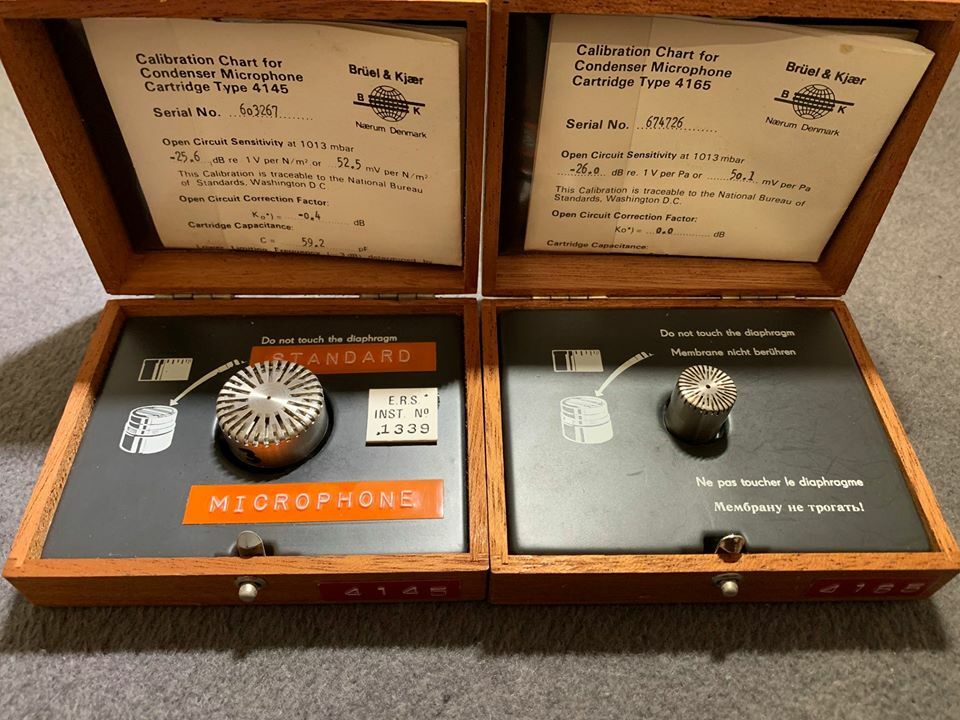 Calibration Chart for
Condenser Microphone
Cartridge Type 4145
Brüel & Kjær
B K
Nærum Denmark
Serial No. 603267
Open Circuit Sensitivity at 1013 mbar
-25.6 dB re 1 V per N/m² or 52.5 mV per N/m²
This Calibration is traceable to the National Bureau
of Standards, Washington D.C
Open Circuit Correction Factor:
Ko*) = -0.4 dB
Cartridge Capacitance:
C = 59.2 pF
Calibration Chart for
Condenser Microphone
Cartridge Type 4165
Brüel & Kjær
B K
Nærum Denmark
Serial No. 674726
Open Circuit Sensitivity at 1013 mbar
-26.0 dB re. 1 V per Pa or 50.1 mV per Pa
This Calibration is traceable to the National Bureau of
Standards, Washington D.C.
Open Circuit Correction Factor:
Ko*) = 0.0 dB
Cartridge Capacitance:
Do not touch the diaphragm
STANDARD
E.R.S.
INST. Nº
1339
MICROPHONE
4145
Do not touch the diaphragm
Membrane nicht berühren
Ne pas toucher le diaphragme
Мембрану не трогать!
4165